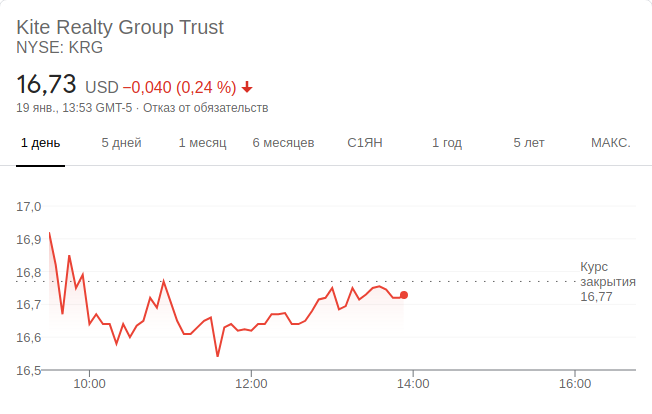 Kite Realty Group Trust
NYSE: KRG
16,73 USD −0,040 (0,24 %) ↓
19 янв., 13:53 GMT-5 · Отказ от обязательств
1 день 5 дней 1 месяц 6 месяцев С1ЯН 1 год 5 лет МАКС.
17,0
16,9
16,8
16,7
16,6
16,5
Курс
закрытия
16,77
10:00 12:00 14:00 16:00